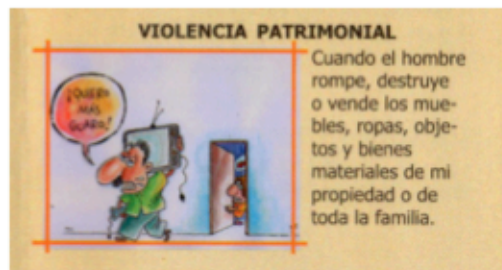 VIOLENCIA PATRIMONIAL
¡QUIERO
MÁS
GUARO!
Cuando el hombre
rompe, destruye
o vende los mue-
bles, ropas, obje-
tos y bienes
materiales de mi
propiedad o de
toda la familia.